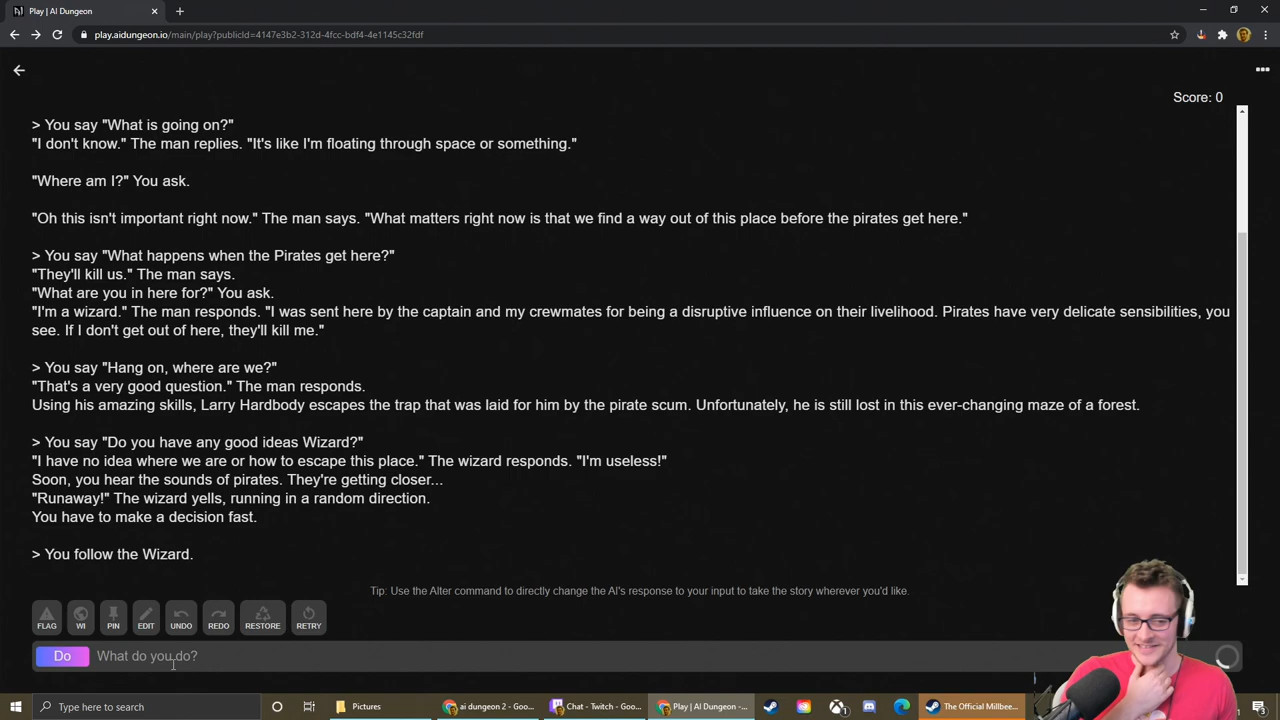 Play | AI Dungeon
play.aidungeon.io/main/play?publicId=4147e3b2-312d-4fcc-bdf4-4e1145c32fdf
Score: 0
> You say "What is going on?"
"I don't know." The man replies. "It's like I'm floating through space or something."
"Where am I?" You ask.
"Oh this isn't important right now." The man says. "What matters right now is that we find a way out of this place before the pirates get here."
> You say "What happens when the Pirates get here?"
"They'll kill us." The man says.
"What are you in here for?" You ask.
"I'm a wizard." The man responds. "I was sent here by the captain and my crewmates for being a disruptive influence on their livelihood. Pirates have very delicate sensibilities, you
see. If I don't get out of here, they'll kill me."
> You say "Hang on, where are we?"
"That's a very good question." The man responds.
Using his amazing skills, Larry Hardbody escapes the trap that was laid for him by the pirate scum. Unfortunately, he is still lost in this ever-changing maze of a forest.
> You say "Do you have any good ideas Wizard?"
"I have no idea where we are or how to escape this place." The wizard responds. "I'm useless!"
Soon, you hear the sounds of pirates. They're getting closer...
"Runaway!" The wizard yells, running in a random direction.
You have to make a decision fast.
> You follow the Wizard.
Tip: Use the Alter command to directly change the AI's response to your input to take the story wherever you'd like.
FLAG WI PIN EDIT UNDO REDO RESTORE RETRY
Do What do you do?
Type here to search Pictures ai dungeon 2 - Goo... Chat - Twitch - Goo... Play | AI Dungeon -... The Official Millbee...